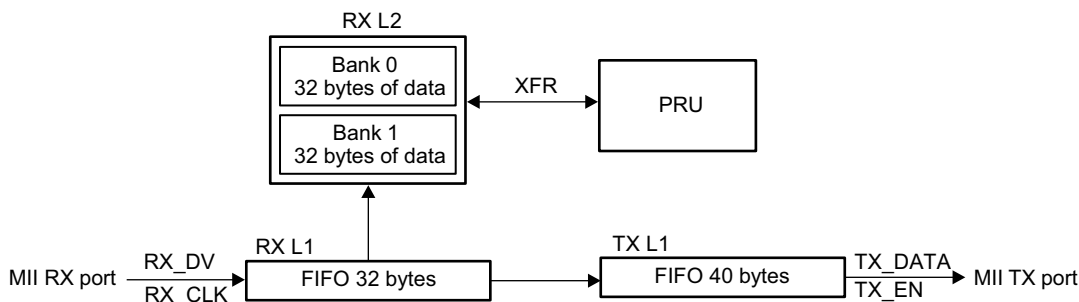 RX L2
Bank 0
32 bytes of data
XFR
PRU
Bank 1
32 bytes of data
RX L1
TX L1
MII RX port
RX_DV
RX_CLK
FIFO 32 bytes
FIFO 40 bytes
TX_DATA
TX_EN
MII TX port